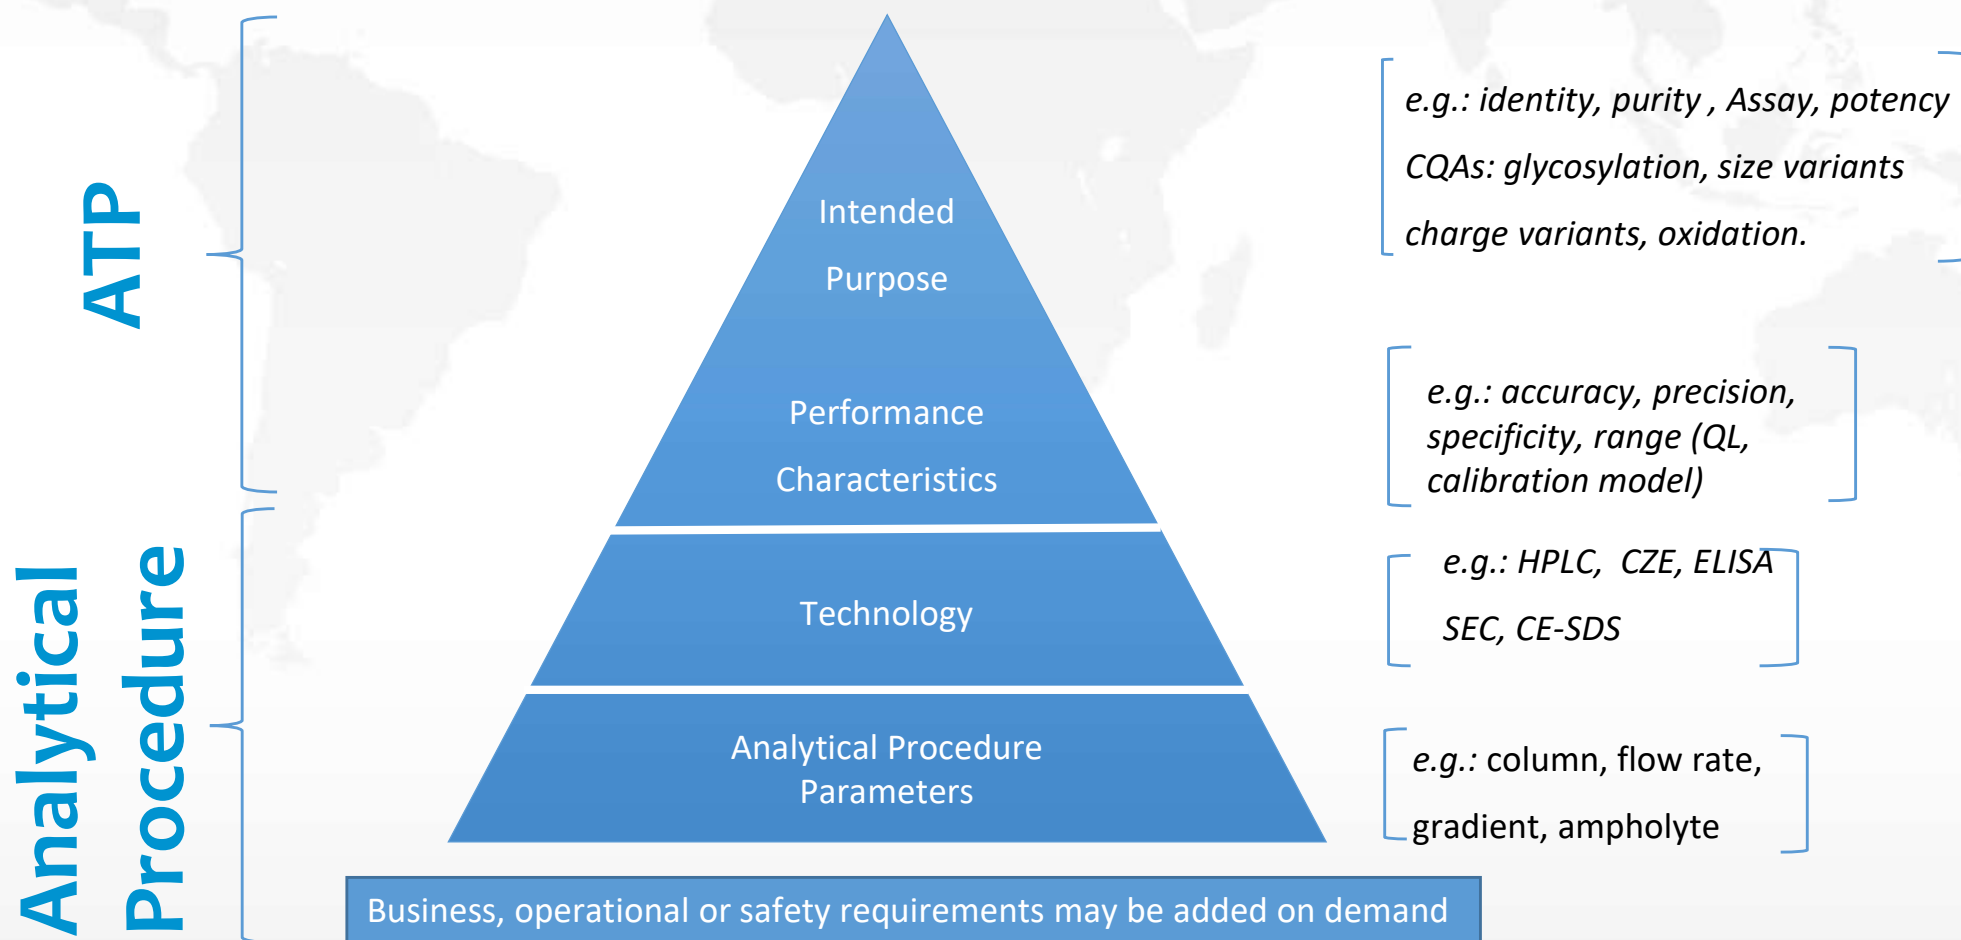 ATP
Intended
Purpose
Performance
Characteristics
e.g.: identity, purity , Assay, potency
CQAs: glycosylation, size variants
charge variants, oxidation.
e.g.: accuracy, precision,
specificity, range (QL,
calibration model)
Analytical
Procedure
Technology
e.g.: HPLC, CZE, ELISA
SEC, CE-SDS
Analytical Procedure
Parameters
e.g.: column, flow rate,
gradient, ampholyte
Business, operational or safety requirements may be added on demand